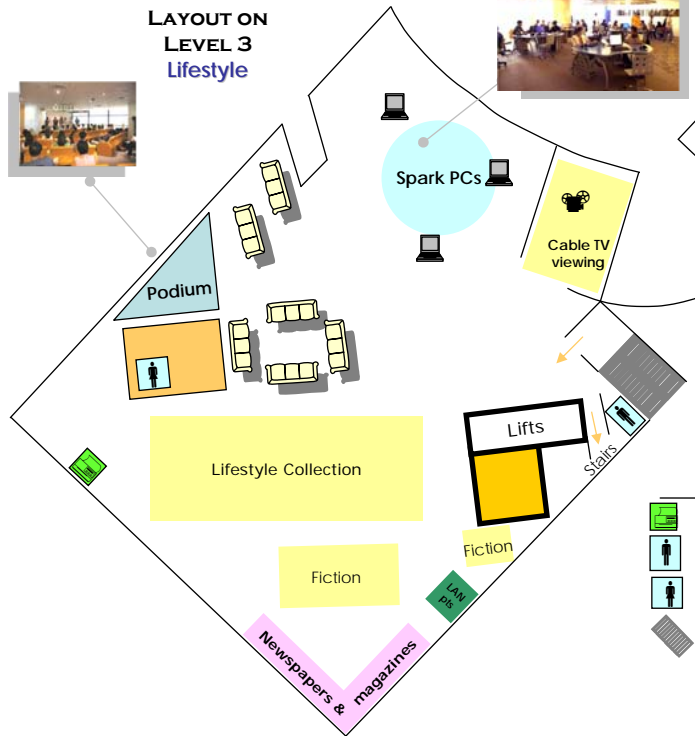 LAYOUT ON
LEVEL 3
Lifestyle
Spark PCs
Cable TV
viewing
Podium
Lifts
Stairs
Lifestyle Collection
Fiction
Fiction
LAN
pts
Newspapers &
magazines